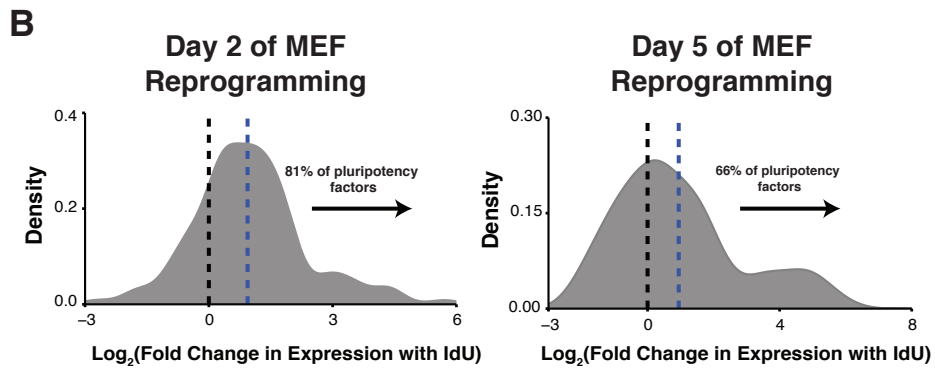 B
Day 2 of MEF
Reprogramming
0.4
0.2
0.0
Density
81% of pluripotency
factors
−3
0
3
6
Log2(Fold Change in Expression with IdU)
Day 5 of MEF
Reprogramming
0.30
0.15
0.00
Density
66% of pluripotency
factors
−3
0
4
8
Log2(Fold Change in Expression with IdU)